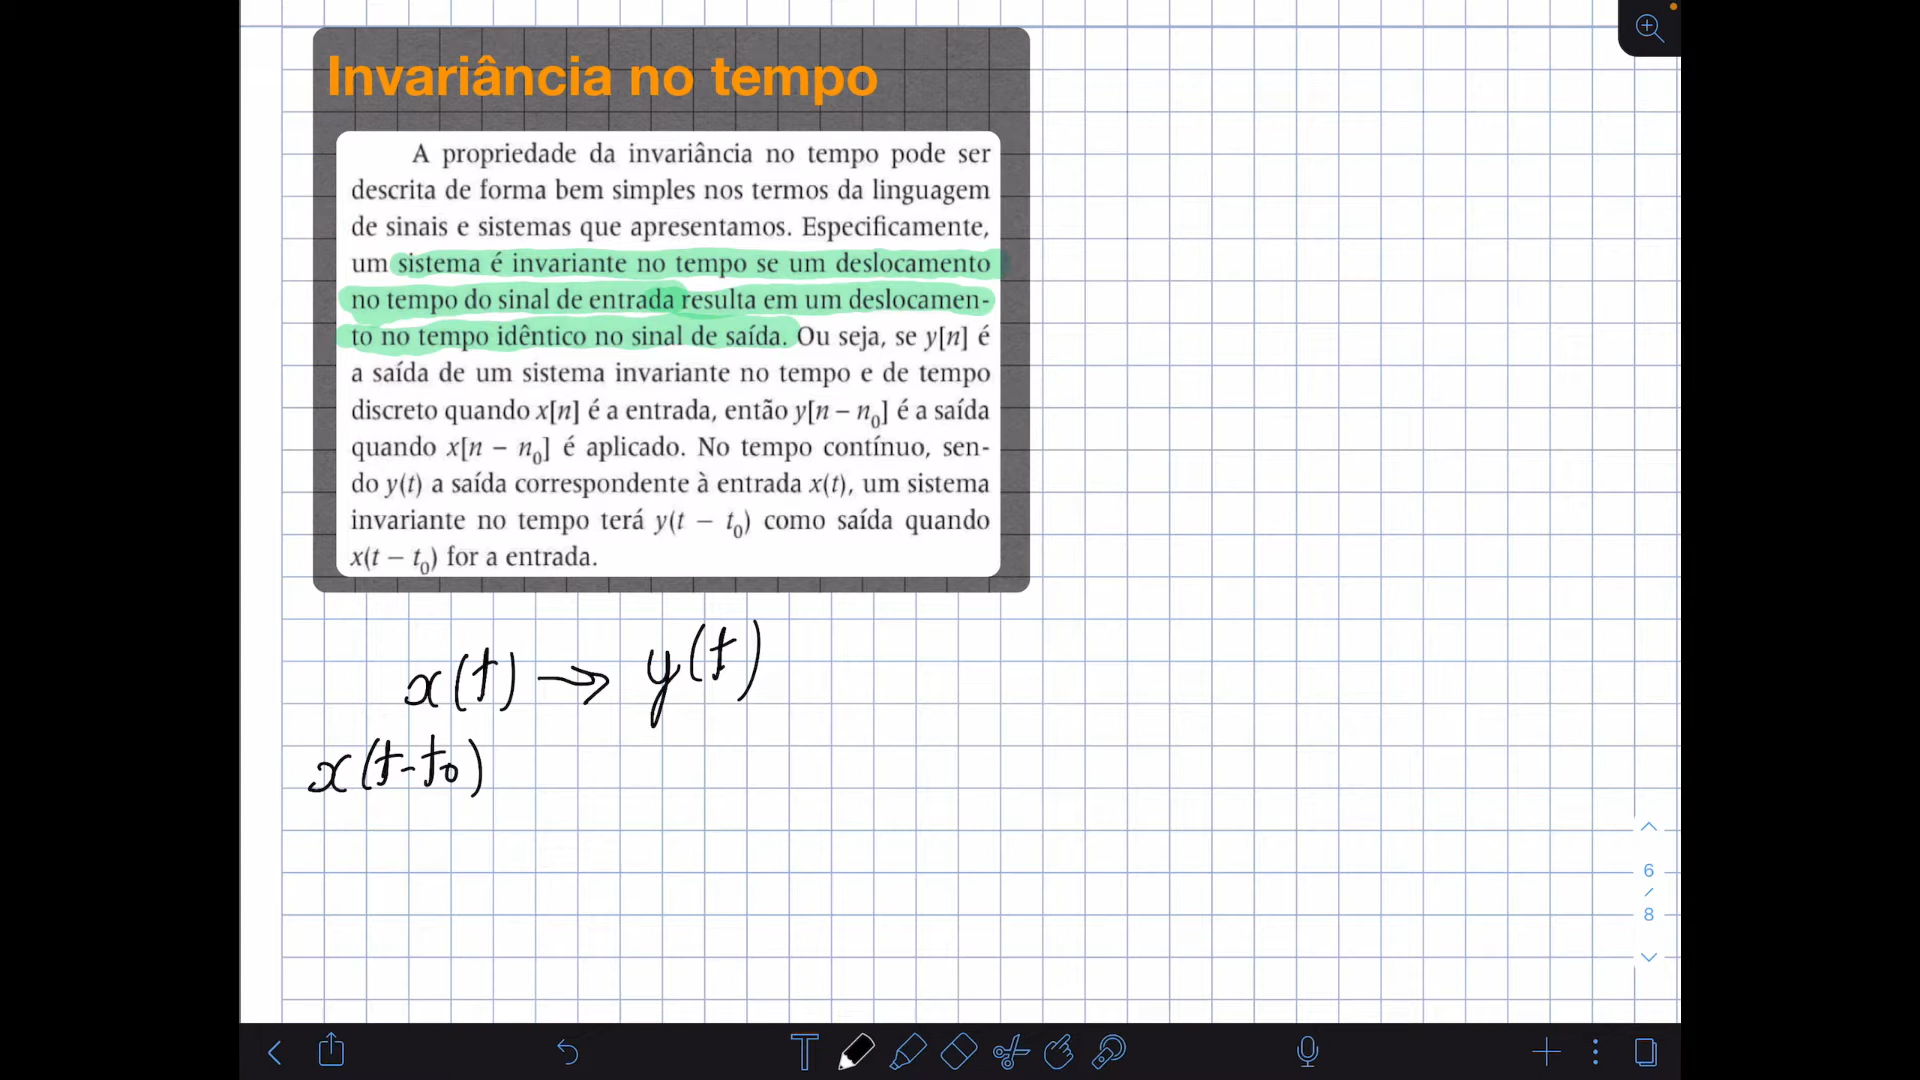 Invariância no tempo
A propriedade da invariância no tempo pode ser
descrita de forma bem simples nos termos da linguagem
de sinais e sistemas que apresentamos. Especificamente,
um sistema é invariante no tempo se um deslocamento
no tempo do sinal de entrada resulta em um deslocamen-
to no tempo idêntico no sinal de saída. Ou seja, se y[n] é
a saída de um sistema invariante no tempo e de tempo
discreto quando x[n] é a entrada, então y[n − n₀] é a saída
quando x[n − n₀] é aplicado. No tempo contínuo, sen-
do y(t) a saída correspondente à entrada x(t), um sistema
invariante no tempo terá y(t − t₀) como saída quando
x(t − t₀) for a entrada.
x(t) → y(t)
x(t-t₀)
6
/
8
T